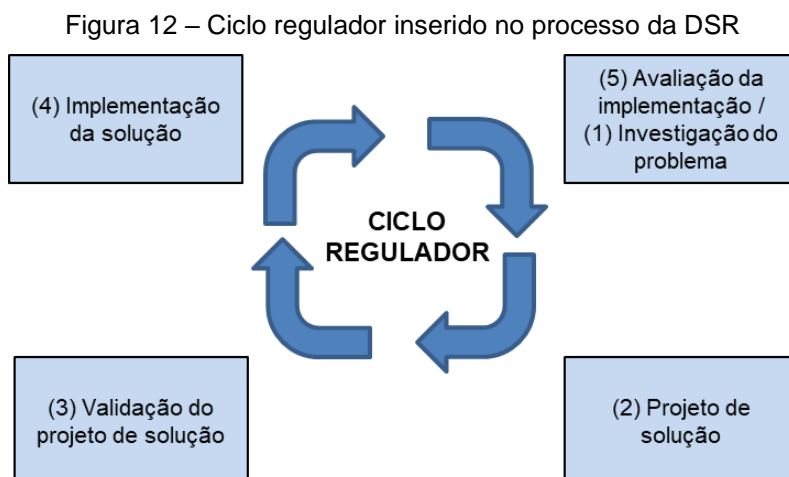 Figura 12 – Ciclo regulador inserido no processo da DSR
(4) Implementação
da solução
(5) Avaliação da
implementação /
(1) Investigação do
problema
CICLO
REGULADOR
(3) Validação do
projeto de solução
(2) Projeto de
solução